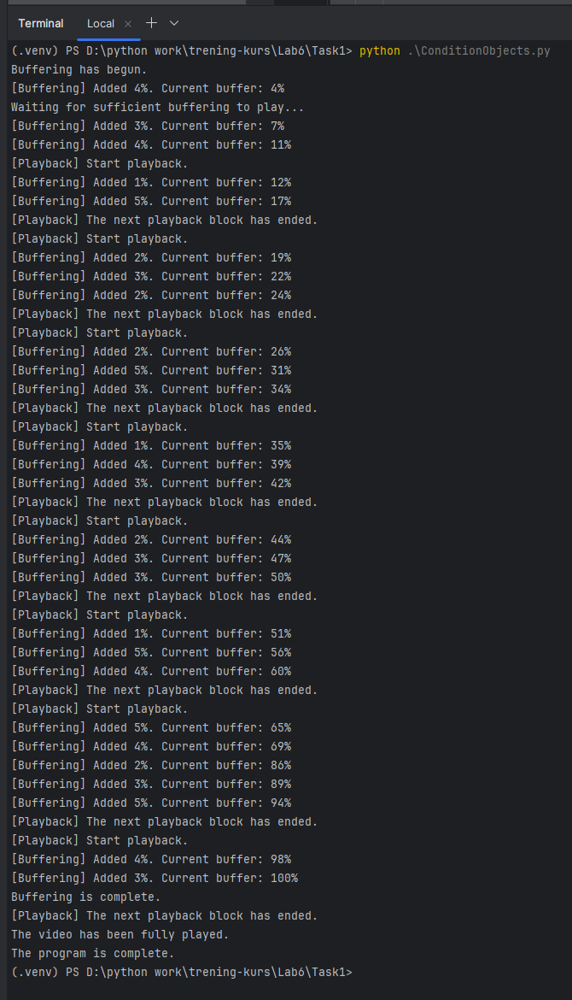 Terminal Local × + ⌄
(.venv) PS D:\python work\trening-kurs\Lab6\Task1> python .\ConditionObjects.py
Buffering has begun.
[Buffering] Added 4%. Current buffer: 4%
Waiting for sufficient buffering to play...
[Buffering] Added 3%. Current buffer: 7%
[Buffering] Added 4%. Current buffer: 11%
[Playback] Start playback.
[Buffering] Added 1%. Current buffer: 12%
[Buffering] Added 5%. Current buffer: 17%
[Playback] The next playback block has ended.
[Playback] Start playback.
[Buffering] Added 2%. Current buffer: 19%
[Buffering] Added 3%. Current buffer: 22%
[Buffering] Added 2%. Current buffer: 24%
[Playback] The next playback block has ended.
[Playback] Start playback.
[Buffering] Added 2%. Current buffer: 26%
[Buffering] Added 5%. Current buffer: 31%
[Buffering] Added 3%. Current buffer: 34%
[Playback] The next playback block has ended.
[Playback] Start playback.
[Buffering] Added 1%. Current buffer: 35%
[Buffering] Added 4%. Current buffer: 39%
[Buffering] Added 3%. Current buffer: 42%
[Playback] The next playback block has ended.
[Playback] Start playback.
[Buffering] Added 2%. Current buffer: 44%
[Buffering] Added 3%. Current buffer: 47%
[Buffering] Added 3%. Current buffer: 50%
[Playback] The next playback block has ended.
[Playback] Start playback.
[Buffering] Added 1%. Current buffer: 51%
[Buffering] Added 5%. Current buffer: 56%
[Buffering] Added 4%. Current buffer: 60%
[Playback] The next playback block has ended.
[Playback] Start playback.
[Buffering] Added 5%. Current buffer: 65%
[Buffering] Added 4%. Current buffer: 69%
[Buffering] Added 2%. Current buffer: 86%
[Buffering] Added 3%. Current buffer: 89%
[Buffering] Added 5%. Current buffer: 94%
[Playback] The next playback block has ended.
[Playback] Start playback.
[Buffering] Added 4%. Current buffer: 98%
[Buffering] Added 3%. Current buffer: 100%
Buffering is complete.
[Playback] The next playback block has ended.
The video has been fully played.
The program is complete.
(.venv) PS D:\python work\trening-kurs\Lab6\Task1>